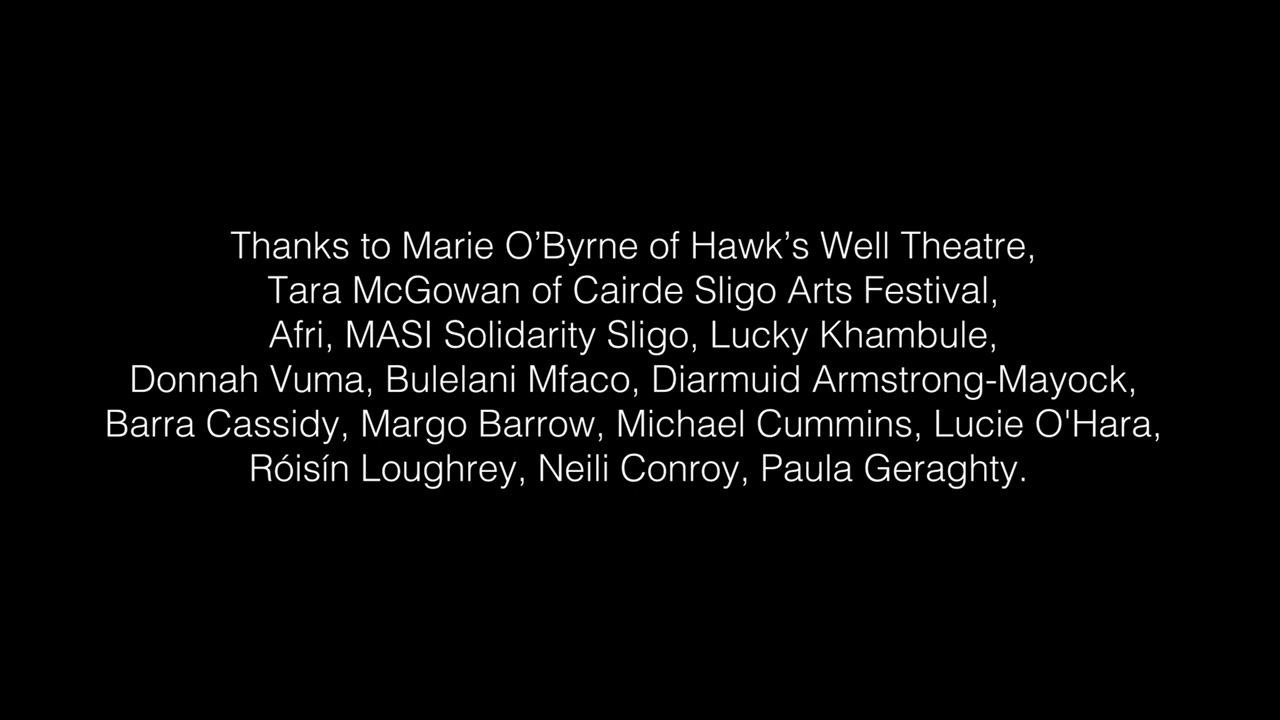 Thanks to Marie O’Byrne of Hawk’s Well Theatre,
Tara McGowan of Cairde Sligo Arts Festival,
Afri, MASI Solidarity Sligo, Lucky Khambule,
Donnah Vuma, Bulelani Mfaco, Diarmuid Armstrong-Mayock,
Barra Cassidy, Margo Barrow, Michael Cummins, Lucie O'Hara,
Róisín Loughrey, Neili Conroy, Paula Geraghty.